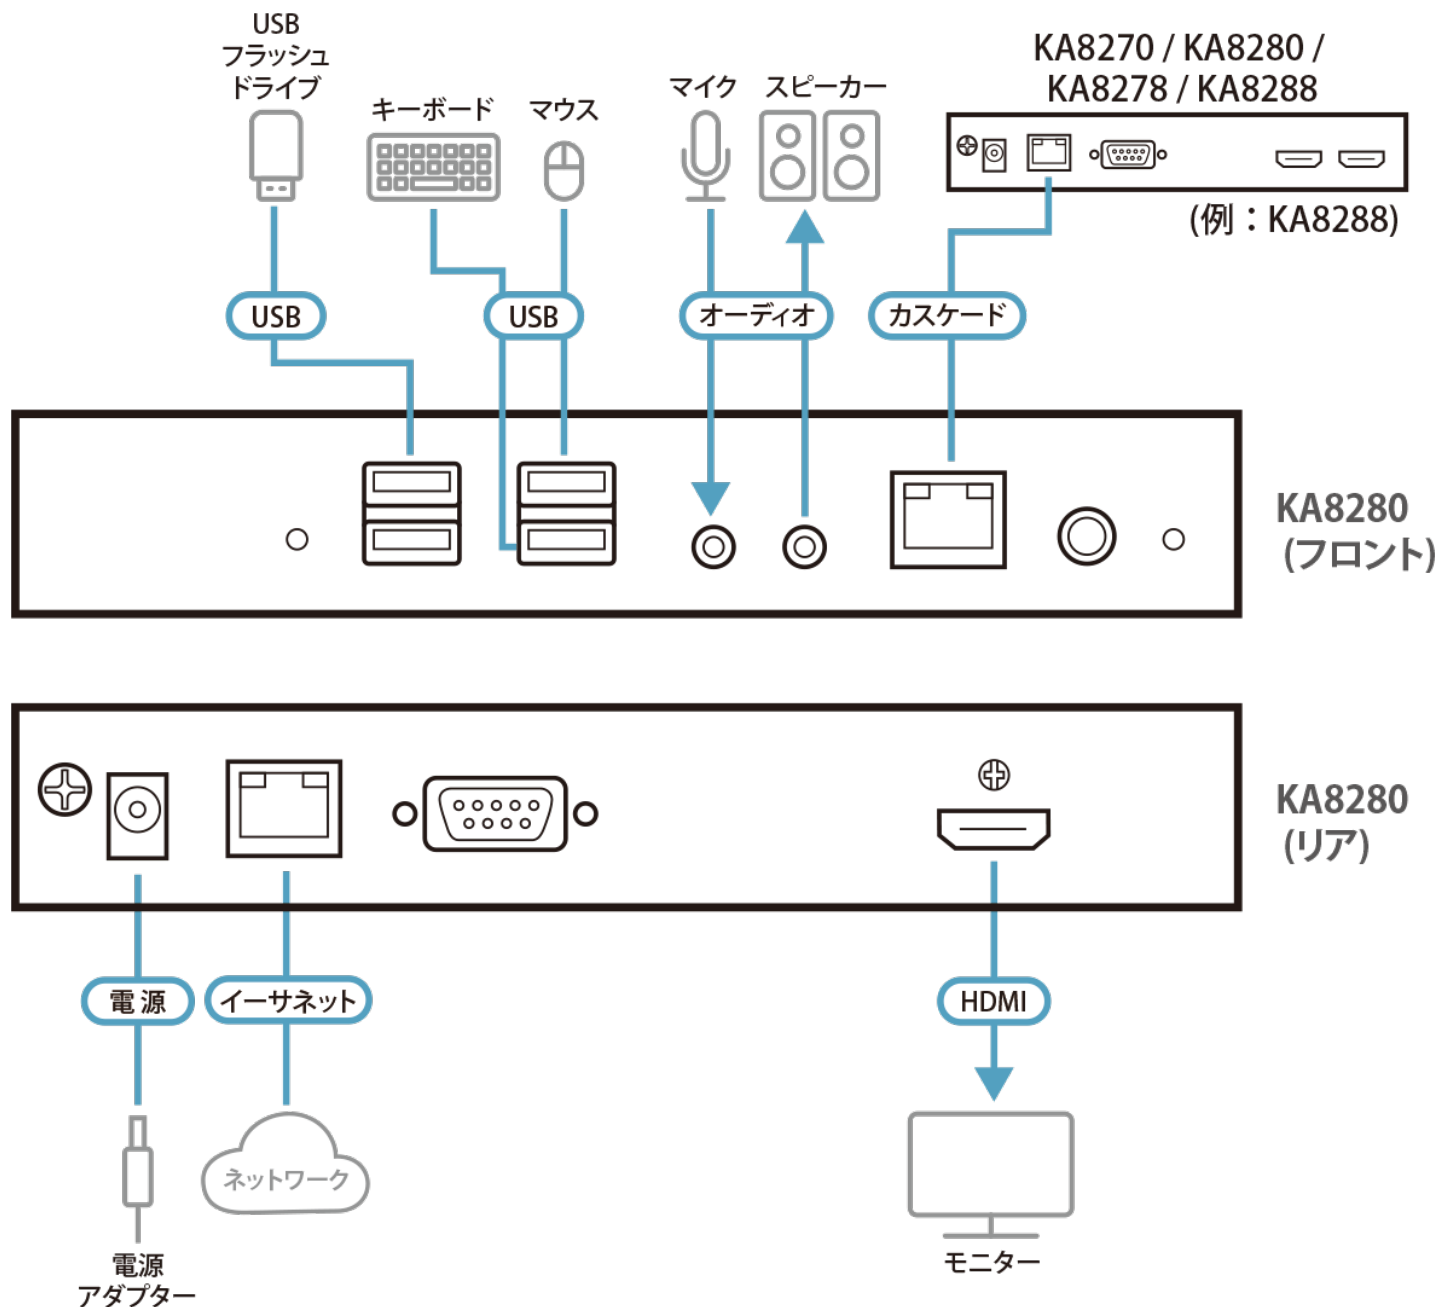 USB
フラッシュ
ドライブ
キーボード
マウス
マイク
スピーカー
KA8270 / KA8280 /
KA8278 / KA8288
(例：KA8288)
USB
USB
オーディオ
カスケード
KA8280
(フロント)
KA8280
(リア)
電源
イーサネット
HDMI
ネットワーク
電源
アダプター
モニター